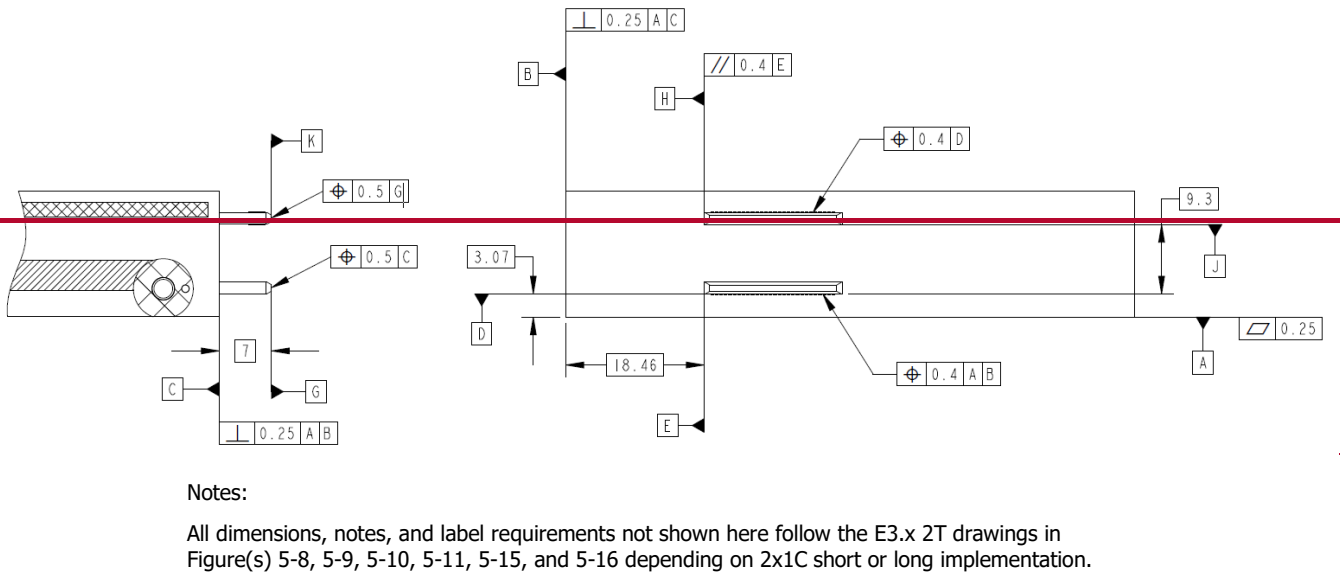 ⊥ 0.25 A C
B
// 0.4 E
H
K
⌖ 0.4 D
⌖ 0.5 G
9.3
⌖ 0.5 C
3.07
J
D
⏥ 0.25
7
18.46
A
C
G
⌖ 0.4 A B
E
⊥ 0.25 A B
Notes:
All dimensions, notes, and label requirements not shown here follow the E3.x 2T drawings in
Figure(s) 5-8, 5-9, 5-10, 5-11, 5-15, and 5-16 depending on 2x1C short or long implementation.